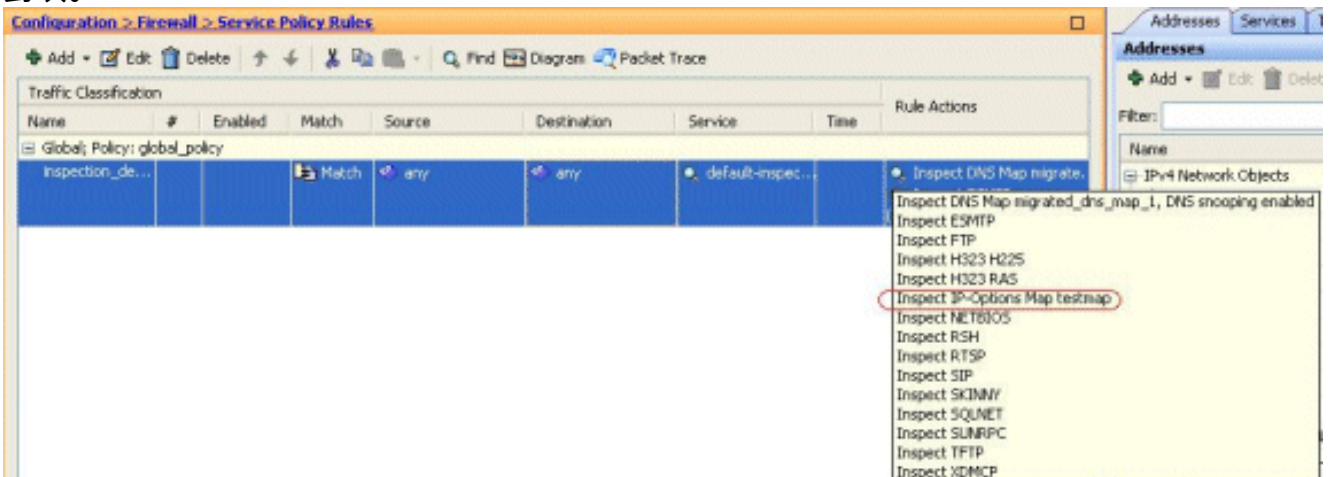 Configuration > Firewall > Service Policy Rules
Addresses Services
Add Edit Delete Find Diagram Packet Trace
Addresses
Add Edit Delet
Traffic Classification
Rule Actions
Name # Enabled Match Source Destination Service Time
Filter:
Name
Global; Policy: global_policy
IPv4 Network Objects
inspection_de... Match any any default-inspec... Inspect DNS Map migrate.
Inspect DNS Map migrated_dns_map_1, DNS snooping enabled
Inspect ESMTP
Inspect FTP
Inspect H323 H225
Inspect H323 RAS
Inspect IP-Options Map testmap
Inspect NETBIOS
Inspect RSH
Inspect RTSP
Inspect SIP
Inspect SKINNY
Inspect SQLNET
Inspect SUNRPC
Inspect TFTP
Inspect XDMCP